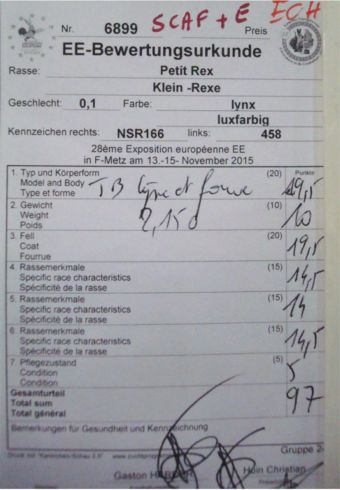 Nr. 6899 SCAF + E ECH
Preis
EE-Bewertungsurkunde
Rasse: Petit Rex
Klein -Rexe
Geschlecht: 0,1 Farbe: lynx
luxfarbig
Kennzeichen rechts: NSR166 links: 458
28ème Exposition européenne EE
in F-Metz am 13.-15- November 2015
1. Typ und Körperform (20) Punkte
Model and Body TB type et forme 19,5
Type et forme
2. Gewicht (10)
Weight 2,150 10
Poids
3. Fell (20)
Coat 19,5
Fourrue
4. Rassemerkmale (15)
Specific race characteristics 14,5
Spécificité de la rasse
5. Rassemerkmale (15)
Specific race characteristics 14
Spécificité de la rasse
6. Rassemerkmale (15)
Specific race characteristics 14,5
Spécificité de la rasse
7. Pflegezustand (5)
Condition 5
Condition
Gesamturteil
Total sum 97
Total général
Bemerkungen für Gesundheit und Kennzeichnung
Gruppe 2
Druck mit
Gaston Huin Christian